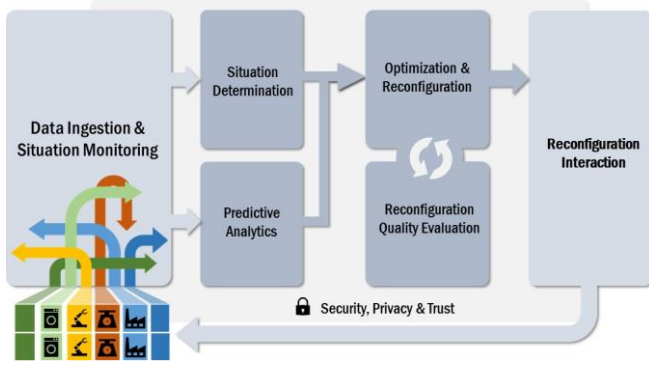 Data Ingestion &
Situation Monitoring
Situation
Determination
Predictive
Analytics
Optimization &
Reconfiguration
Reconfiguration
Quality Evaluation
Reconfiguration
Interaction
Security, Privacy & Trust